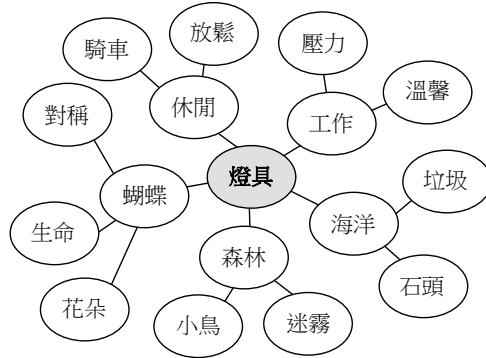 放鬆
騎車
壓力
休閒
溫馨
對稱
工作
燈具
垃圾
蝴蝶
海洋
生命
森林
石頭
花朵
小鳥
迷霧